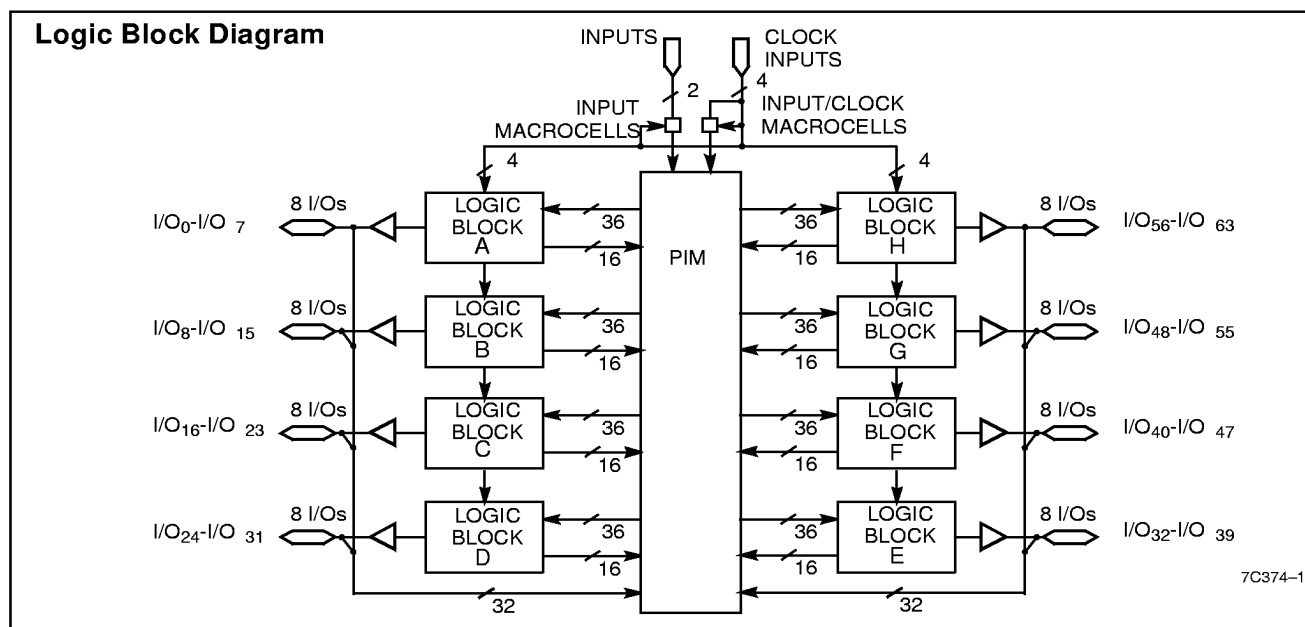 Logic Block Diagram
INPUTS
CLOCK
INPUTS
2
4
INPUT
MACROCELLS
INPUT/CLOCK
MACROCELLS
4
4
I/O0-I/O 7
8 I/Os
LOGIC
BLOCK
A
36
16
PIM
36
16
LOGIC
BLOCK
H
8 I/Os
I/O56-I/O 63
I/O8-I/O 15
8 I/Os
LOGIC
BLOCK
B
36
16
36
16
LOGIC
BLOCK
G
8 I/Os
I/O48-I/O 55
I/O16-I/O 23
8 I/Os
LOGIC
BLOCK
C
36
16
36
16
LOGIC
BLOCK
F
8 I/Os
I/O40-I/O 47
I/O24-I/O 31
8 I/Os
LOGIC
BLOCK
D
36
16
36
16
LOGIC
BLOCK
E
8 I/Os
I/O32-I/O 39
32
32
7C374–1